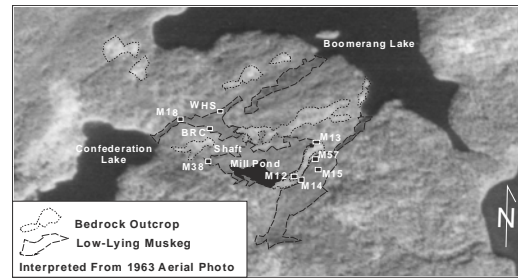 Boomerang Lake
WHS
M18
BRC
M13
Confederation
Lake
Shaft
M57
M38
Mill Pond
M15
M12
M14
Bedrock Outcrop
Low-Lying Muskeg
Interpreted From 1963 Aerial Photo
N